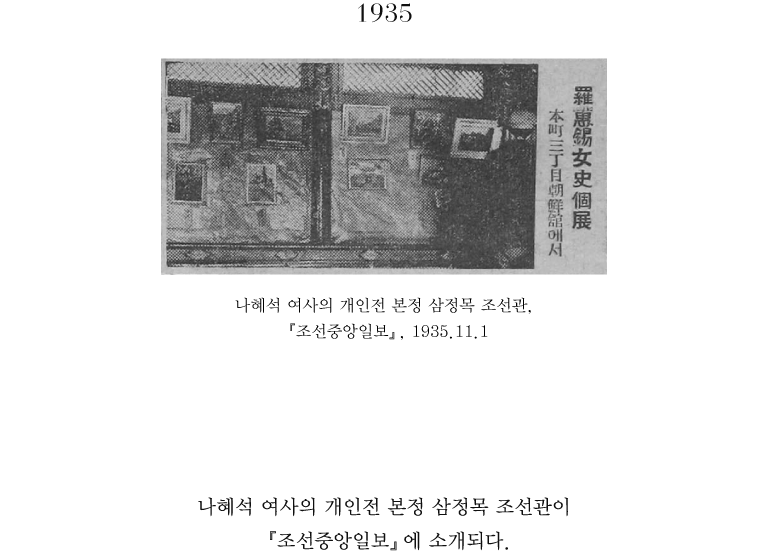 1935
羅蕙錫女史個展
本町三丁目朝鮮舘에서
나혜석 여사의 개인전 본정 삼정목 조선관,
『조선중앙일보』, 1935.11.1
나혜석 여사의 개인전 본정 삼정목 조선관이
『조선중앙일보』에 소개되다.